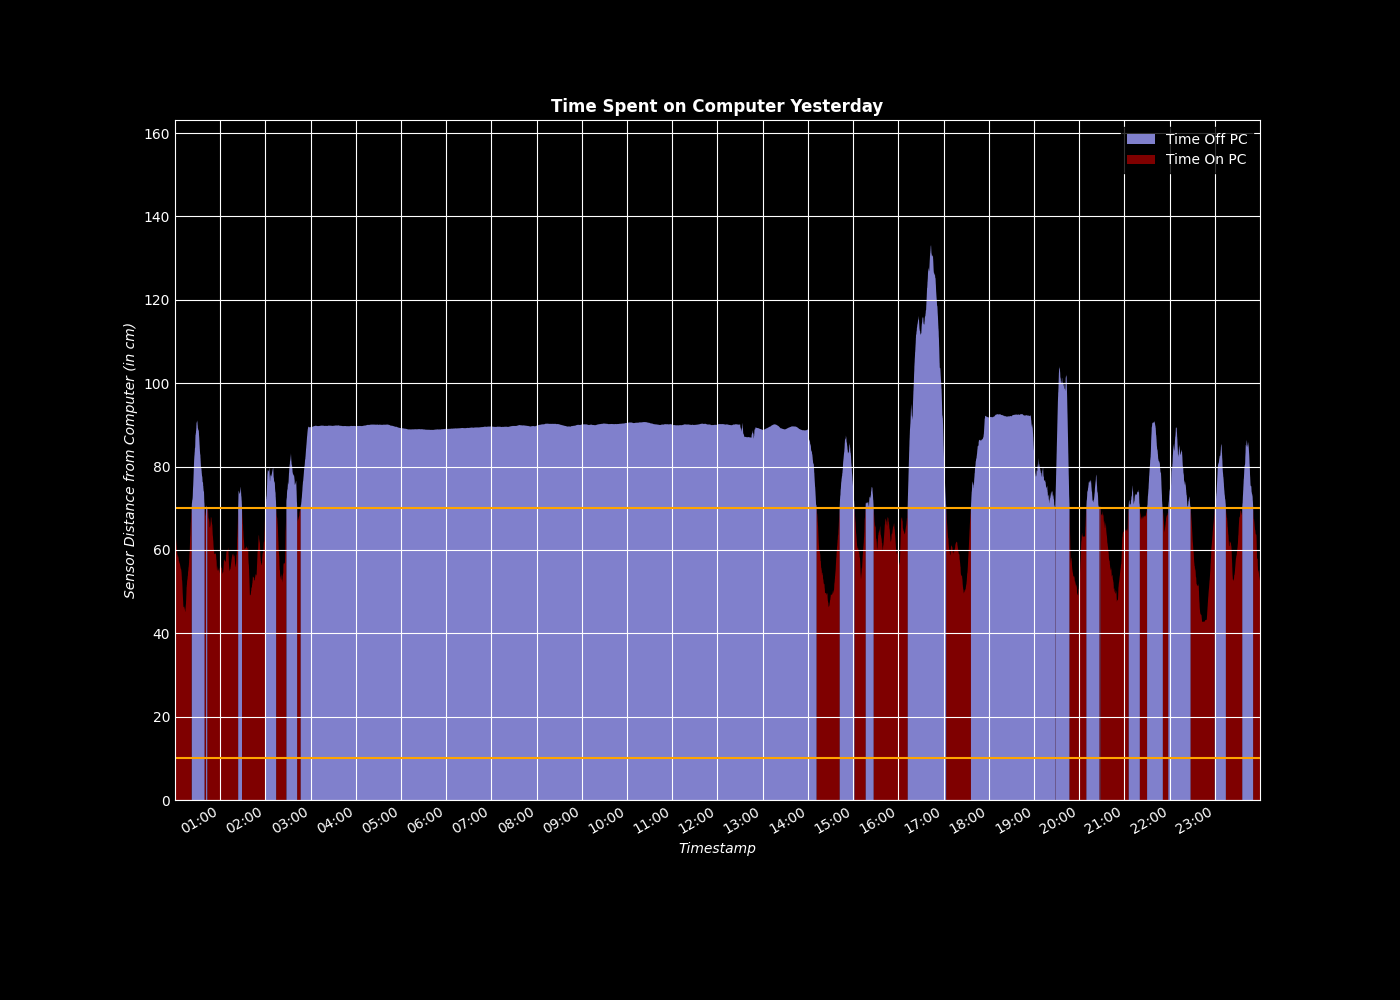 Time Spent on Computer Yesterday
Time Off PC
Time On PC
Sensor Distance from Computer (in cm)
160
140
120
100
80
60
40
20
0
01:00 02:00 03:00 04:00 05:00 06:00 07:00 08:00 09:00 10:00 11:00 12:00 13:00 14:00 15:00 16:00 17:00 18:00 19:00 20:00 21:00 22:00 23:00
Timestamp